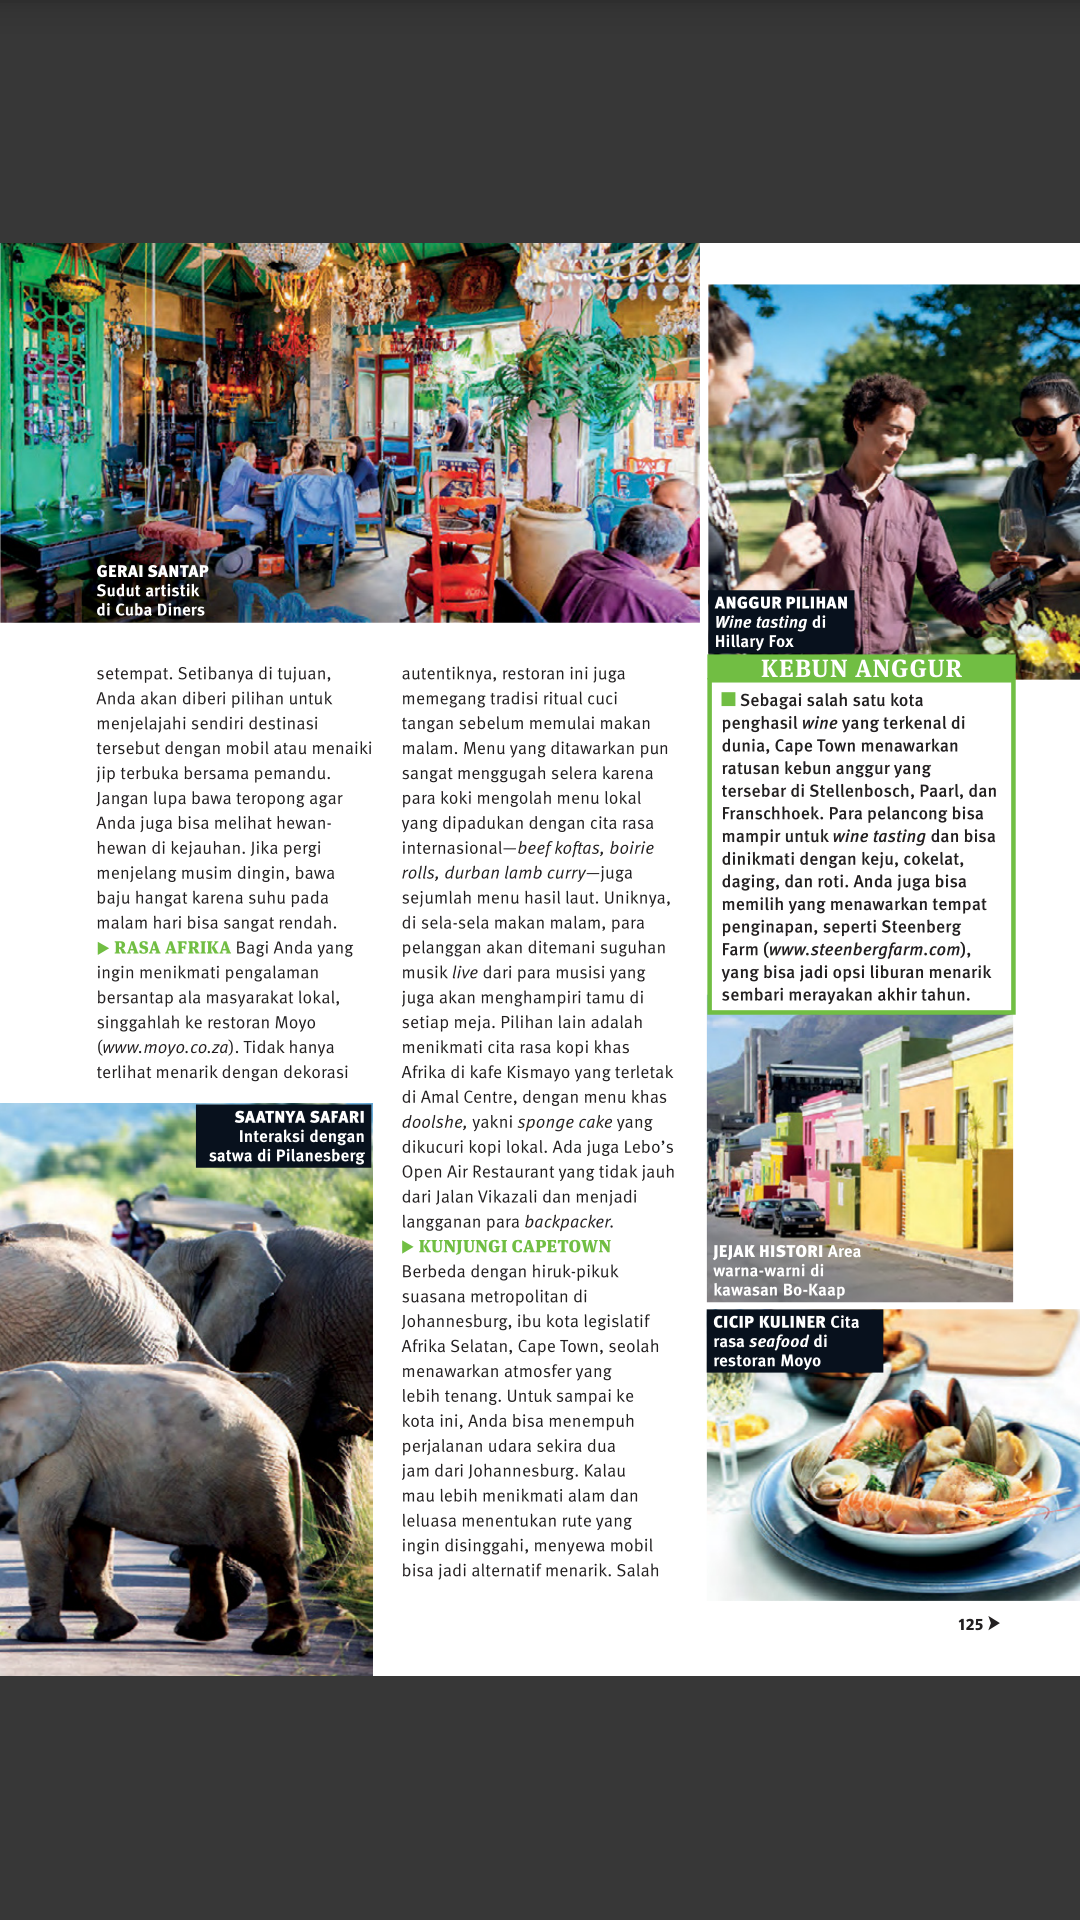 GERAI SANTAP
Sudut artistik
di Cuba Diners
setempat. Setibanya di tujuan,
Anda akan diberi pilihan untuk
menjelajahi sendiri destinasi
tersebut dengan mobil atau menaiki
jip terbuka bersama pemandu.
Jangan lupa bawa teropong agar
Anda juga bisa melihat hewan-
hewan di kejauhan. Jika pergi
menjelang musim dingin, bawa
baju hangat karena suhu pada
malam hari bisa sangat rendah.
▶ RASA AFRIKA Bagi Anda yang
ingin menikmati pengalaman
bersantap ala masyarakat lokal,
singgahlah ke restoran Moyo
(www.moyo.co.za). Tidak hanya
terlihat menarik dengan dekorasi
SAATNYA SAFARI
Interaksi dengan
satwa di Pilanesberg
autentiknya, restoran ini juga
memegang tradisi ritual cuci
tangan sebelum memulai makan
malam. Menu yang ditawarkan pun
sangat menggugah selera karena
para koki mengolah menu lokal
yang dipadukan dengan cita rasa
internasional—beef koftas, boirie
rolls, durban lamb curry—juga
sejumlah menu hasil laut. Uniknya,
di sela-sela makan malam, para
pelanggan akan ditemani suguhan
musik live dari para musisi yang
juga akan menghampiri tamu di
setiap meja. Pilihan lain adalah
menikmati cita rasa kopi khas
Afrika di kafe Kismayo yang terletak
di Amal Centre, dengan menu khas
doolshe, yakni sponge cake yang
dikucuri kopi lokal. Ada juga Lebo’s
Open Air Restaurant yang tidak jauh
dari Jalan Vikazali dan menjadi
langganan para backpacker.
▶ KUNJUNGI CAPETOWN
Berbeda dengan hiruk-pikuk
suasana metropolitan di
Johannesburg, ibu kota legislatif
Afrika Selatan, Cape Town, seolah
menawarkan atmosfer yang
lebih tenang. Untuk sampai ke
kota ini, Anda bisa menempuh
perjalanan udara sekira dua
jam dari Johannesburg. Kalau
mau lebih menikmati alam dan
leluasa menentukan rute yang
ingin disinggahi, menyewa mobil
bisa jadi alternatif menarik. Salah
ANGGUR PILIHAN
Wine tasting di
Hillary Fox
KEBUN ANGGUR
Sebagai salah satu kota
penghasil wine yang terkenal di
dunia, Cape Town menawarkan
ratusan kebun anggur yang
tersebar di Stellenbosch, Paarl, dan
Franschhoek. Para pelancong bisa
mampir untuk wine tasting dan bisa
dinikmati dengan keju, cokelat,
daging, dan roti. Anda juga bisa
memilih yang menawarkan tempat
penginapan, seperti Steenberg
Farm (www.steenbergfarm.com),
yang bisa jadi opsi liburan menarik
sembari merayakan akhir tahun.
JEJAK HISTORI Area
warna-warni di
kawasan Bo-Kaap
CICIP KULINER Cita
rasa seafood di
restoran Moyo
125 ➤